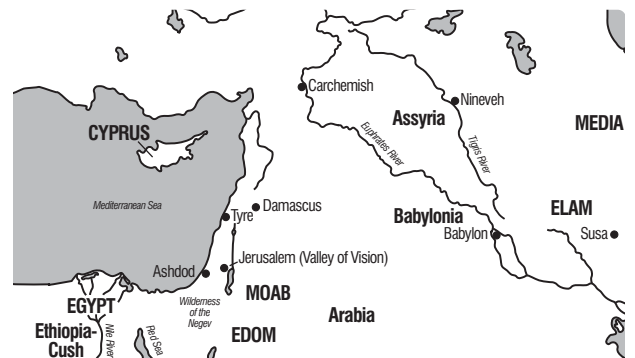 Carchemish
Nineveh
Assyria
MEDIA
CYPRUS
Euphrates River
Tigris River
Mediterranean Sea
Damascus
Tyre
Babylonia
ELAM
Babylon
Susa
Jerusalem (Valley of Vision)
Ashdod
MOAB
EGYPT
Wilderness
of the
Negev
Arabia
Ethiopia-
Cush
Nile River
Red Sea
EDOM